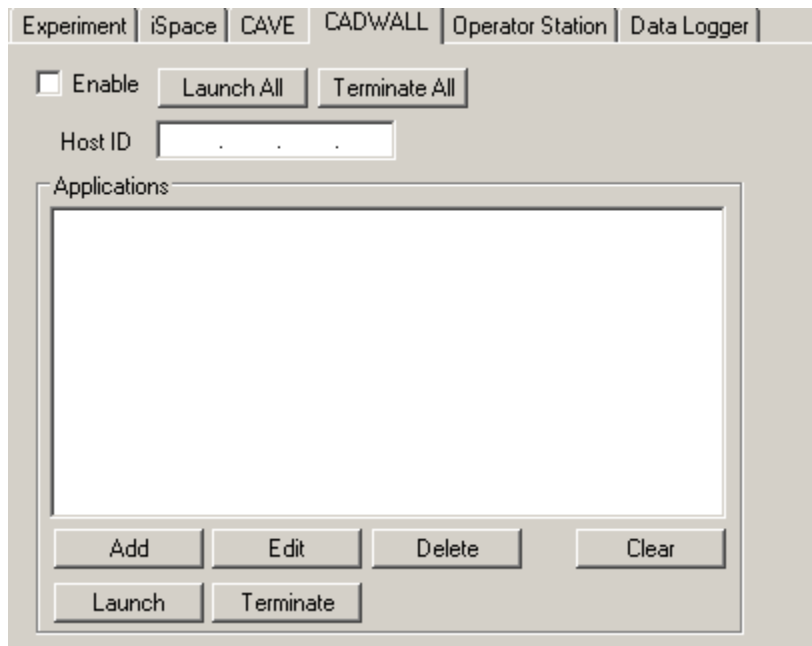 Experiment iSpace CAVE CADWALL Operator Station Data Logger
Enable Launch All Terminate All
Host ID . . .
Applications
Add Edit Delete Clear
Launch Terminate